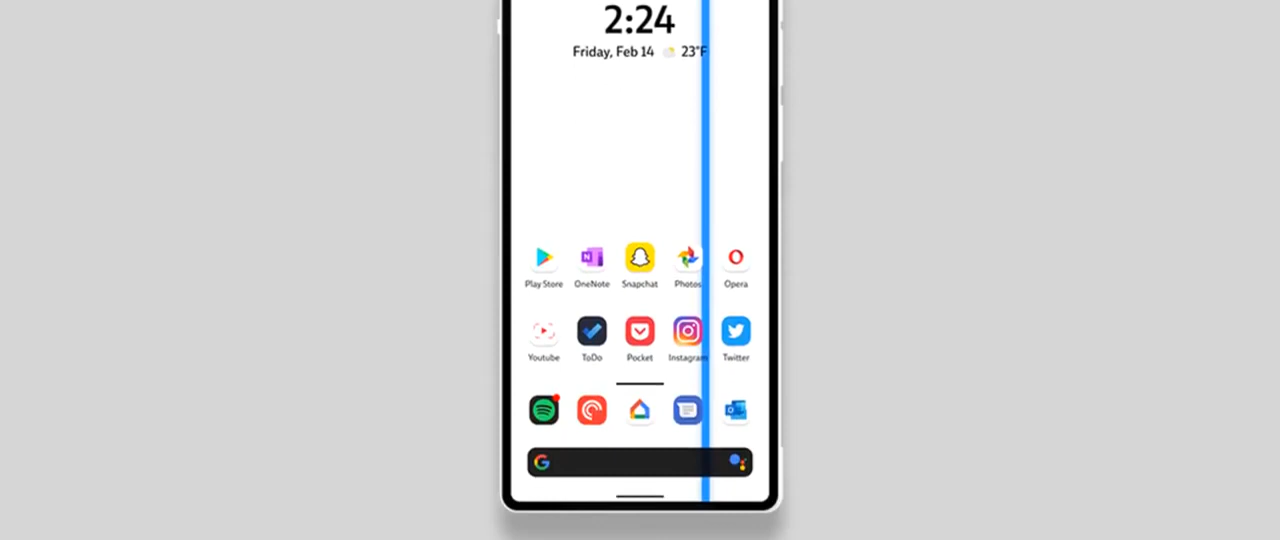 2:24
Friday, Feb 14 23°F
Play Store OneNote Snapchat Photos Opera
Youtube ToDo Pocket Instagram Twitter